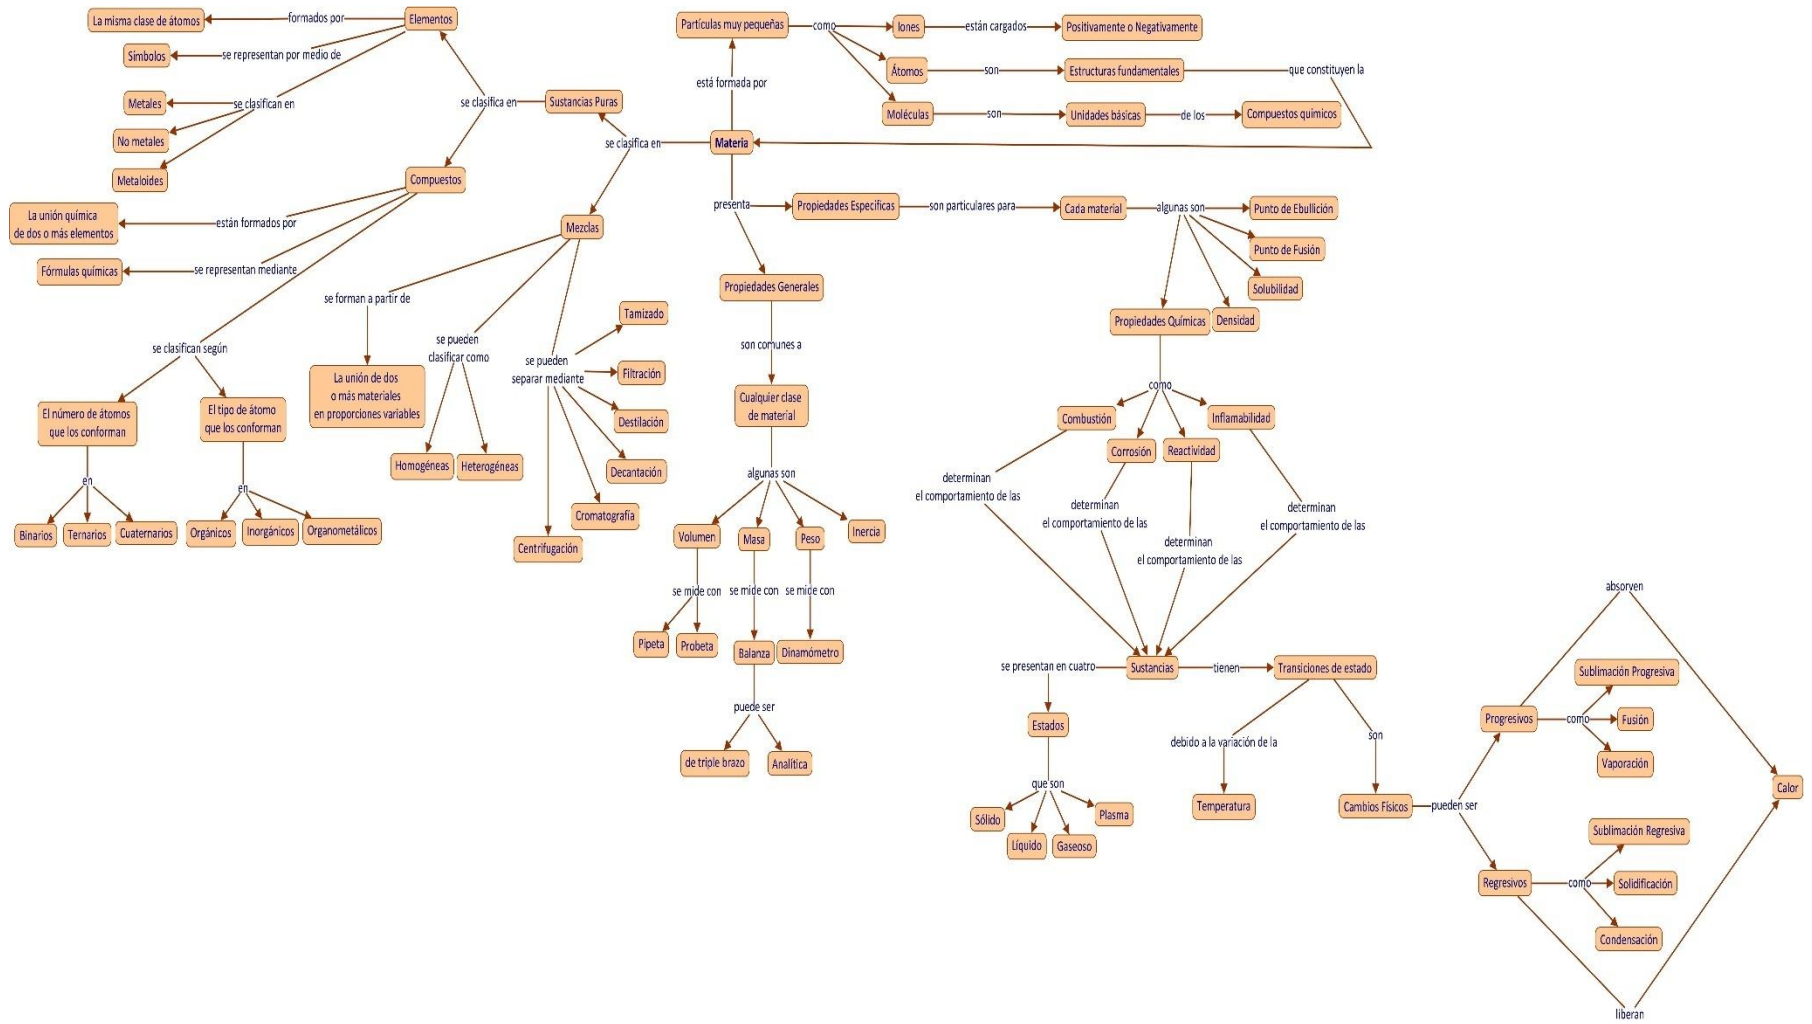 La misma clase de átomos
formados por
Elementos
Símbolos
se representan por medio de
Metales
se clasifican en
No metales
Metaloides
se clasifica en
Sustancias Puras
Compuestos
La unión química
de dos o más elementos
están formados por
Fórmulas químicas
se representan mediante
se clasifican según
El número de átomos
que los conforman
El tipo de átomo
que los conforman
en
Binarios
Ternarios
Cuaternarios
en
Orgánicos
Inorgánicos
Organometálicos
Partículas muy pequeñas
como
Iones
están cargados
Positivamente o Negativamente
Átomos
son
Estructuras fundamentales
que constituyen la
Moléculas
son
Unidades básicas
de los
Compuestos químicos
está formada por
Materia
se clasifica en
Mezclas
se forman a partir de
La unión de dos
o más materiales
en proporciones variables
se pueden
clasificar como
Homogéneas
Heterogéneas
se pueden
separar mediante
Tamizado
Filtración
Destilación
Decantación
Cromatografía
Centrifugación
presenta
Propiedades Específicas
son particulares para
Cada material
algunas son
Punto de Ebullición
Punto de Fusión
Solubilidad
Densidad
Propiedades Químicas
Propiedades Generales
son comunes a
Cualquier clase
de material
algunas son
Volumen
Masa
Peso
Inercia
se mide con
se mide con
se mide con
Pipeta
Probeta
Balanza
Dinamómetro
puede ser
de triple brazo
Analítica
como
Combustión
Corrosión
Reactividad
Inflamabilidad
determinan
el comportamiento de las
determinan
el comportamiento de las
determinan
el comportamiento de las
determinan
el comportamiento de las
se presentan en cuatro
Sustancias
tienen
Transiciones de estado
Estados
que son
Sólido
Líquido
Gaseoso
Plasma
debido a la variación de la
Temperatura
son
Cambios Físicos
pueden ser
Progresivos
como
Sublimación Progresiva
Fusión
Vaporación
absorven
Calor
Regresivos
como
Sublimación Regresiva
Solidificación
Condensación
liberan